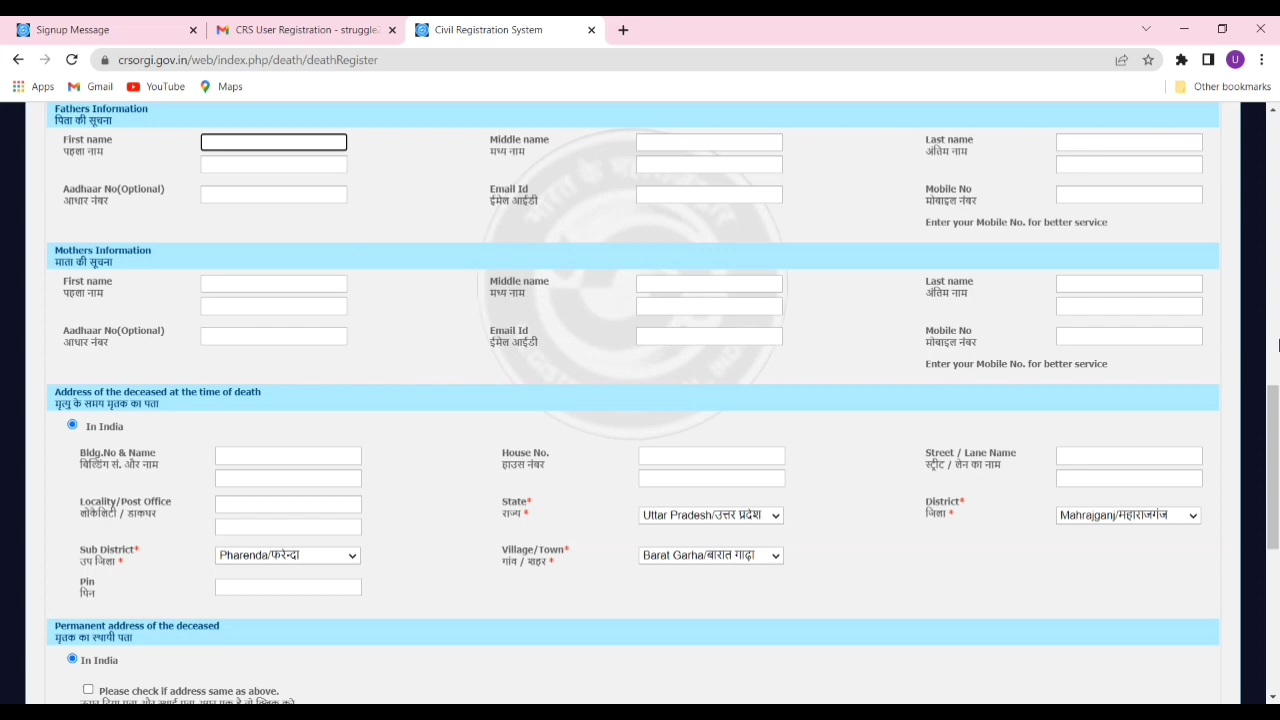 Signup Message
CRS User Registration - struggle2
Civil Registration System
crsorgi.gov.in/web/index.php/death/deathRegister
U
Apps Gmail YouTube Maps Other bookmarks
Fathers Information
पिता की सूचना
First name Middle name Last name
पहला नाम मध्य नाम अंतिम नाम
Aadhaar No(Optional) Email Id Mobile No
आधार नंबर ईमेल आईडी मोबाइल नंबर
Enter your Mobile No. for better service
Mothers Information
माता की सूचना
First name Middle name Last name
पहला नाम मध्य नाम अंतिम नाम
Aadhaar No(Optional) Email Id Mobile No
आधार नंबर ईमेल आईडी मोबाइल नंबर
Enter your Mobile No. for better service
Address of the deceased at the time of death
मृत्यु के समय मृतक का पता
In India
Bldg.No & Name House No. Street / Lane Name
बिल्डिंग सं. और नाम हाउस नंबर स्ट्रीट / लेन का नाम
Locality/Post Office State* District*
लोकैलिटी / डाकघर राज्य * Uttar Pradesh/उत्तर प्रदेश जिला * Mahrajganj/महाराजगंज
Sub District* Pharenda/फरेन्दा Village/Town* Barat Garha/बारात गाढ़ा
उप जिला * गांव / शहर *
Pin
पिन
Permanent address of the deceased
मृतक का स्थायी पता
In India
Please check if address same as above.